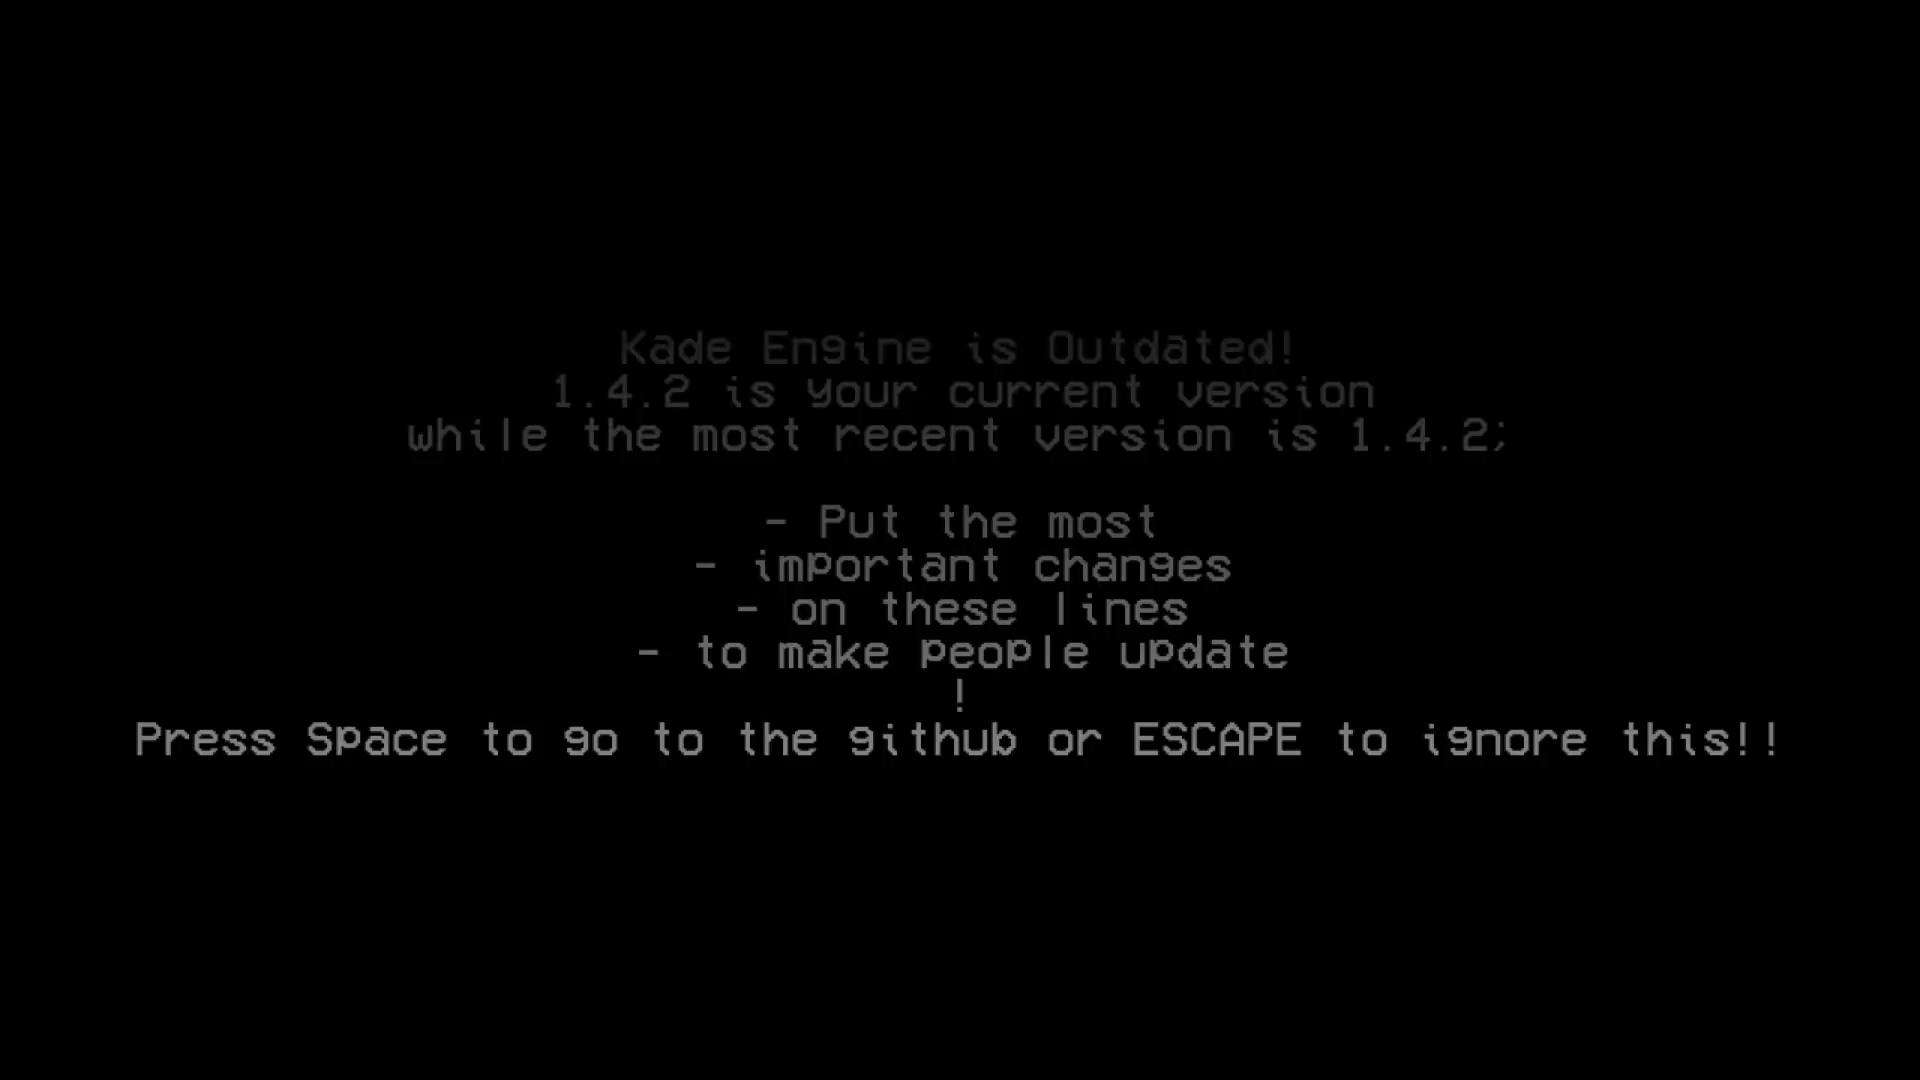 Kade Engine is Outdated!
1.4.2 is your current version
while the most recent version is 1.4.2;
- Put the most
- important changes
- on these lines
- to make people update
!
Press Space to go to the github or ESCAPE to ignore this!!